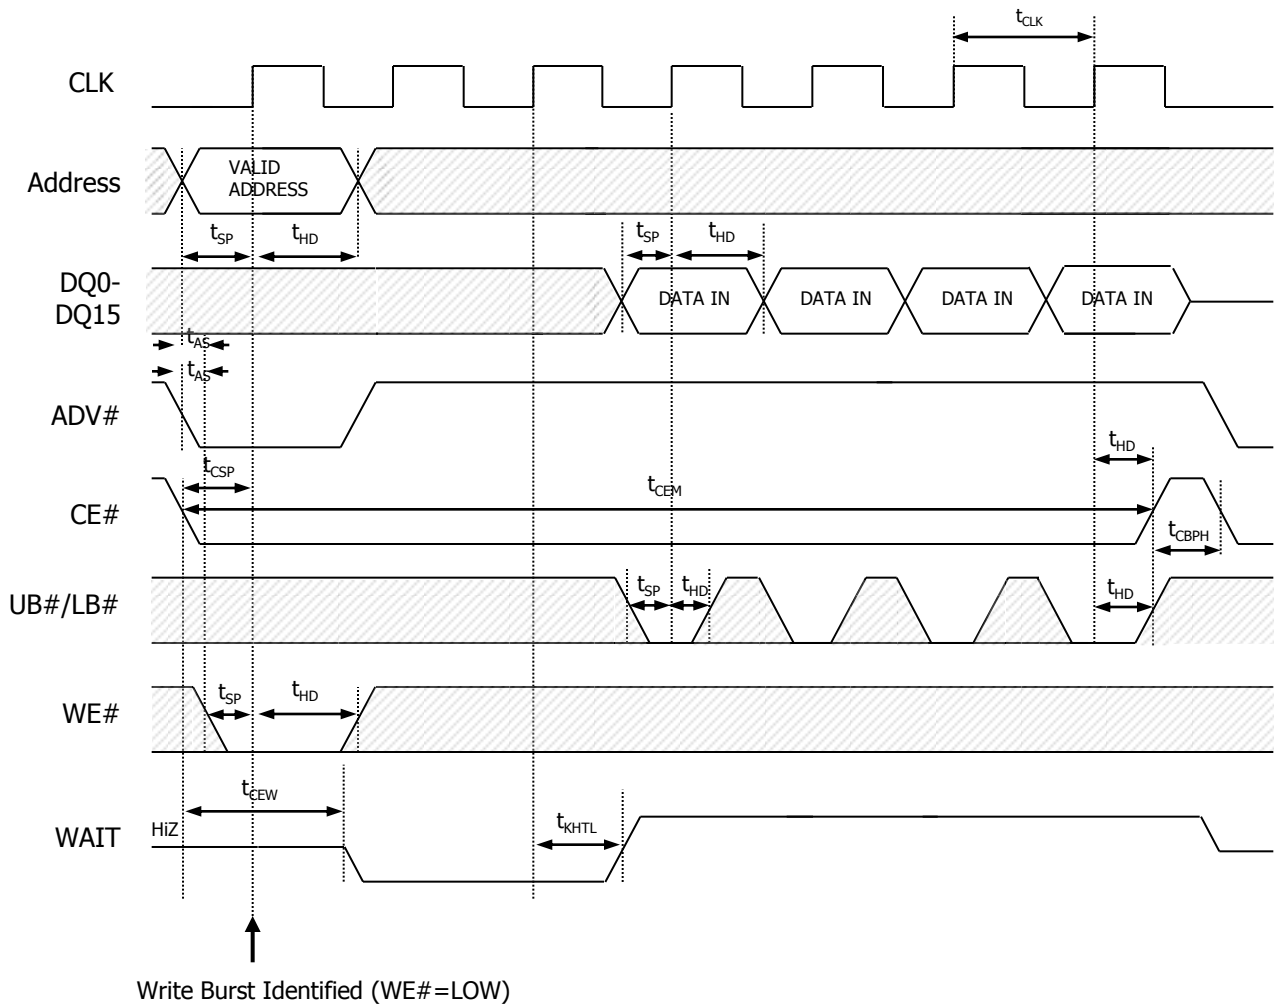 tCLK
CLK
Address
VALID
ADDRESS
tSP
tHD
tSP
tHD
DQ0-
DQ15
DATA IN
DATA IN
DATA IN
DATA IN
tAS
tAS
ADV#
tHD
tCSP
tCEM
CE#
tCBPH
UB#/LB#
tSP
tHD
tHD
WE#
tSP
tHD
tCEW
WAIT
HiZ
tKHTL
Write Burst Identified (WE#=LOW)